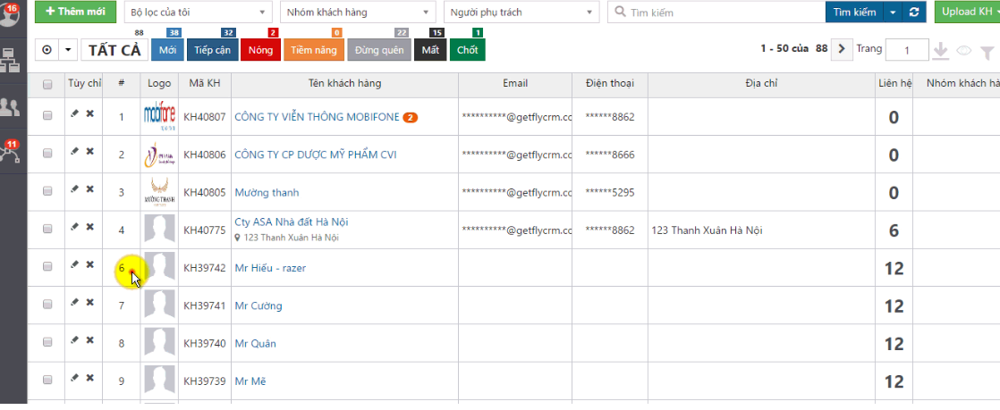 16
+ Thêm mới
Bộ lọc của tôi
Nhóm khách hàng
Người phụ trách
Tìm kiếm
Tìm kiếm
Upload KH
88 38 32 2 0 22 15 1
TẤT CẢ Mới Tiếp cận Nóng Tiềm năng Đừng quên Mất Chốt
1 - 50 của 88 Trang 1
Tùy chỉ # Logo Mã KH Tên khách hàng Email Điện thoại Địa chỉ Liên hệ Nhóm khách hà
1 mobifone KH40807 CÔNG TY VIỄN THÔNG MOBIFONE 2 **********@getflycrm.cc ******8862 0
11
2 KH40806 CÔNG TY CP DƯỢC MỸ PHẨM CVI **********@getflycrm.cc ******8666 0
3 MƯỜNG THANH KH40805 Mường thanh **********@getflycrm.cc ******5295 0
4 KH40775 Cty ASA Nhà đất Hà Nội **********@getflycrm.cc ******8862 123 Thanh Xuân Hà Nội 6
123 Thanh Xuân Hà Nội
6 KH39742 Mr Hiếu - razer 12
7 KH39741 Mr Cường 12
8 KH39740 Mr Quân 12
9 KH39739 Mr Mẽ 12